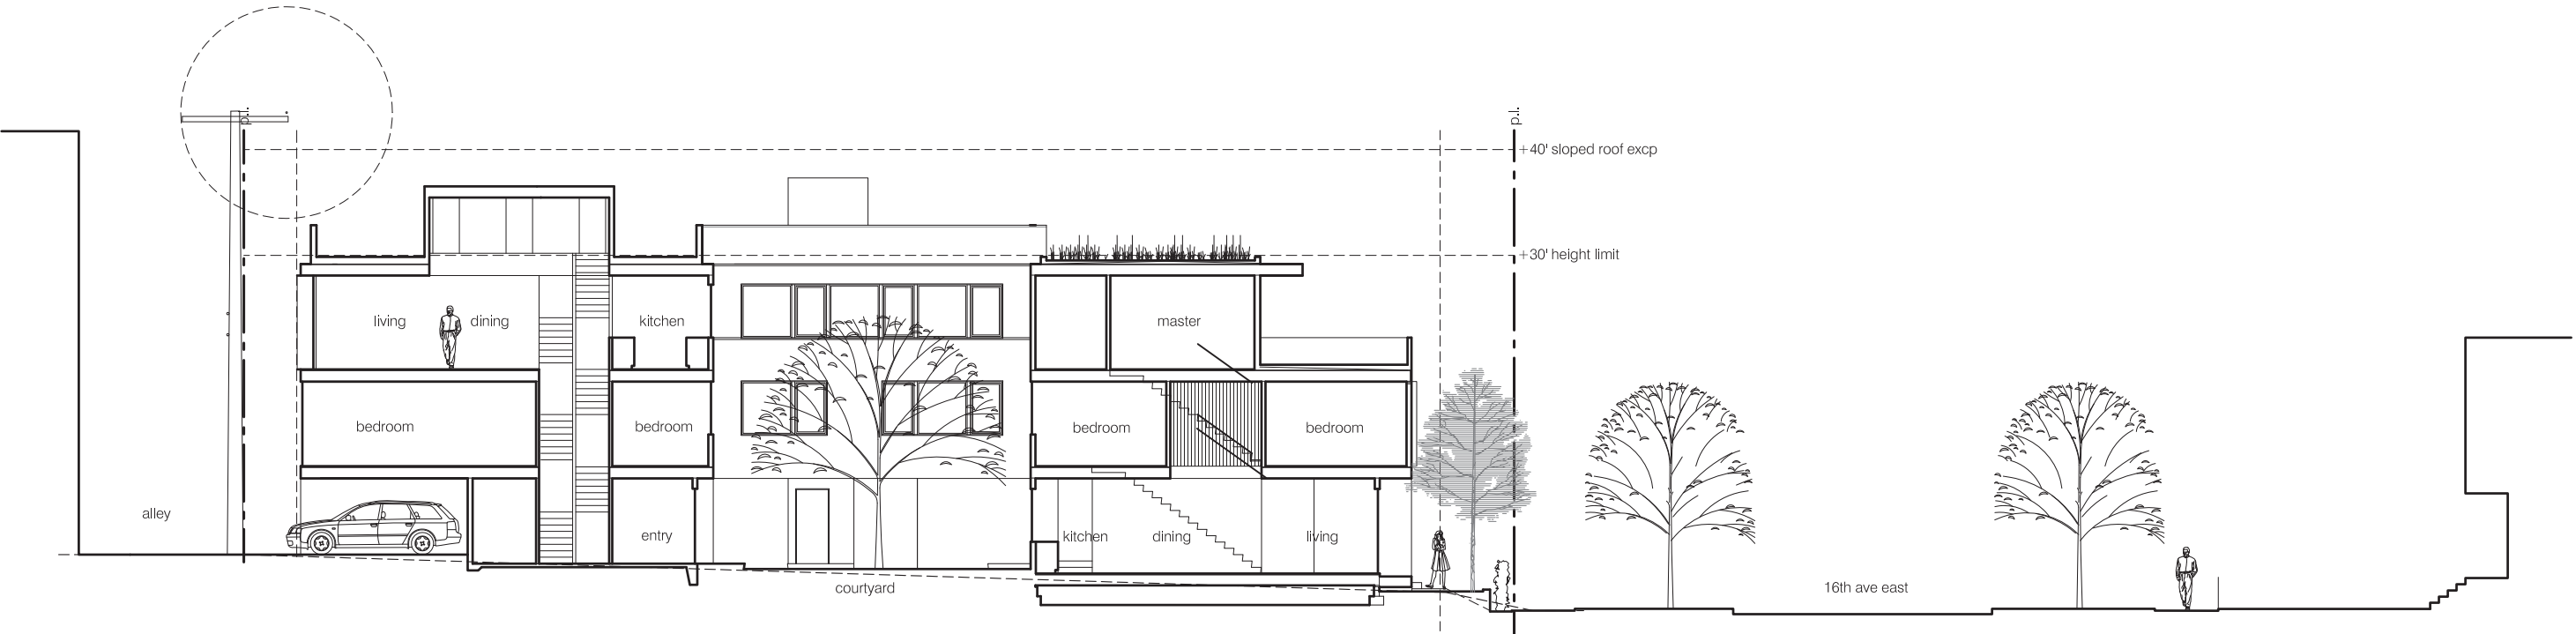 p.l.
p.l.
+40' sloped roof excp
+30' height limit
living
dining
kitchen
master
bedroom
bedroom
bedroom
bedroom
alley
entry
kitchen
dining
living
courtyard
16th ave east